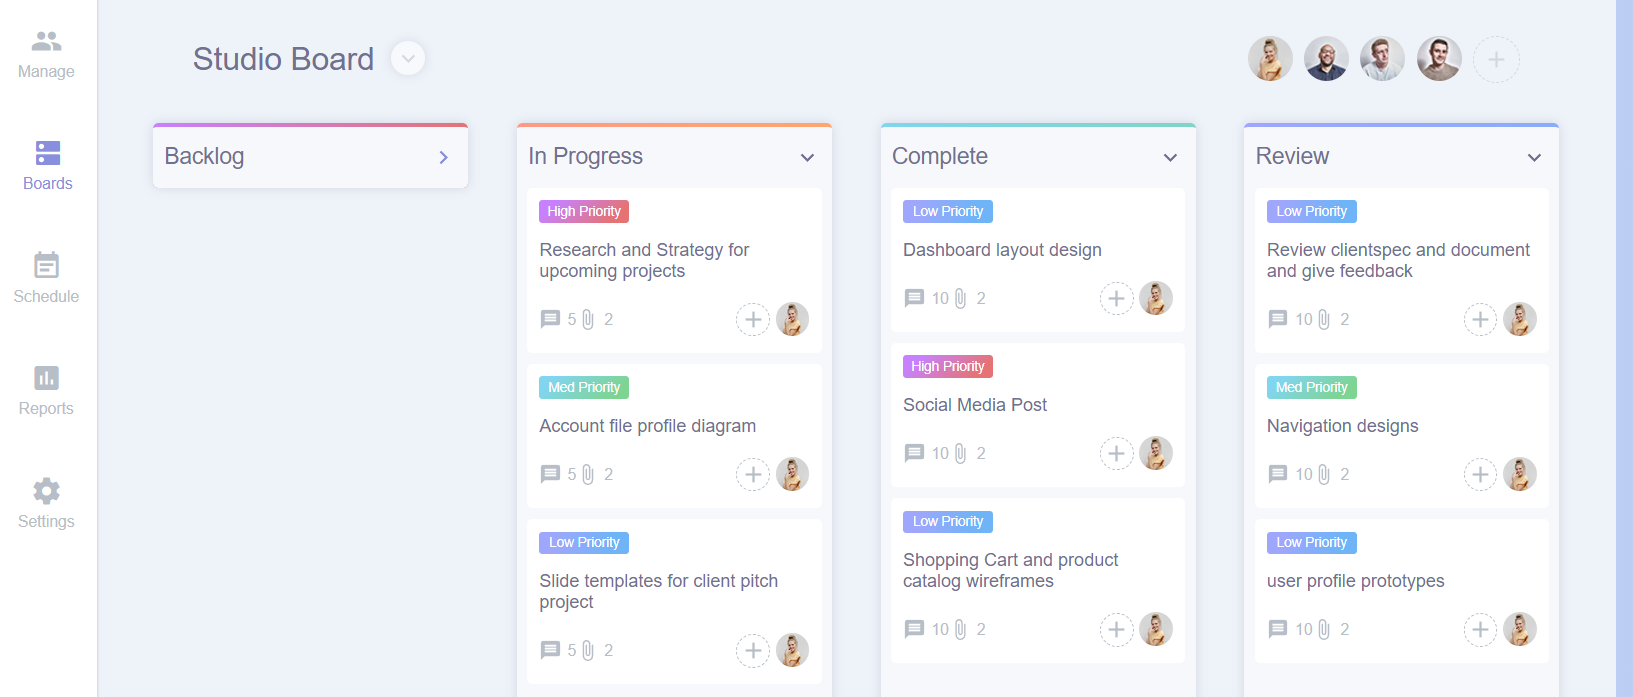 Manage
Boards
Schedule
Reports
Settings
Studio Board
Backlog
In Progress
High Priority
Research and Strategy for
upcoming projects
5 2
Med Priority
Account file profile diagram
5 2
Low Priority
Slide templates for client pitch
project
5 2
Complete
Low Priority
Dashboard layout design
10 2
High Priority
Social Media Post
10 2
Low Priority
Shopping Cart and product
catalog wireframes
10 2
Review
Low Priority
Review clientspec and document
and give feedback
10 2
Med Priority
Navigation designs
10 2
Low Priority
user profile prototypes
10 2